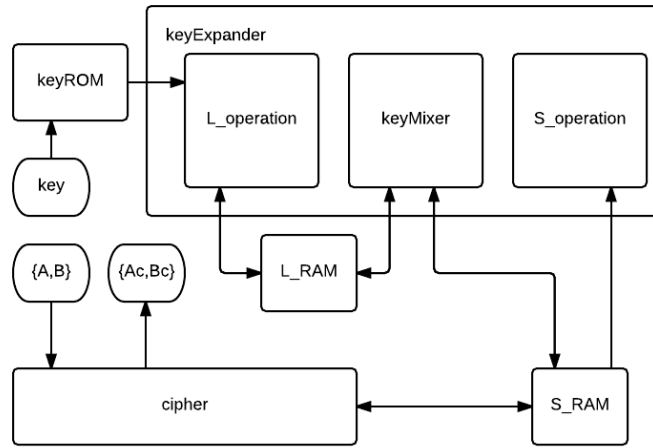 keyExpander
keyROM
L_operation
keyMixer
S_operation
key
{A,B}
{Ac,Bc}
L_RAM
cipher
S_RAM